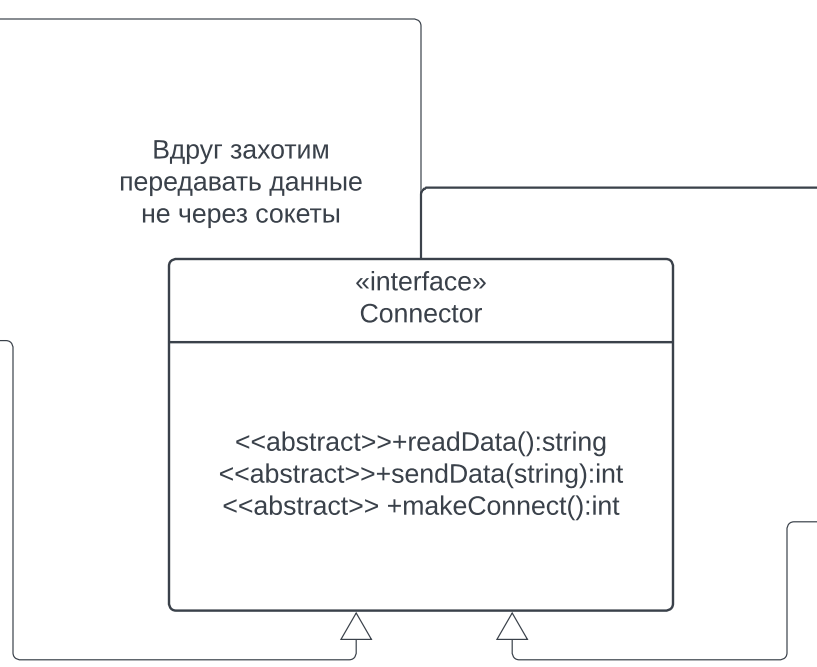 Вдруг захотим
передавать данные
не через сокеты
«interface»
Connector
<<abstract>>+readData():string
<<abstract>>+sendData(string):int
<<abstract>> +makeConnect():int